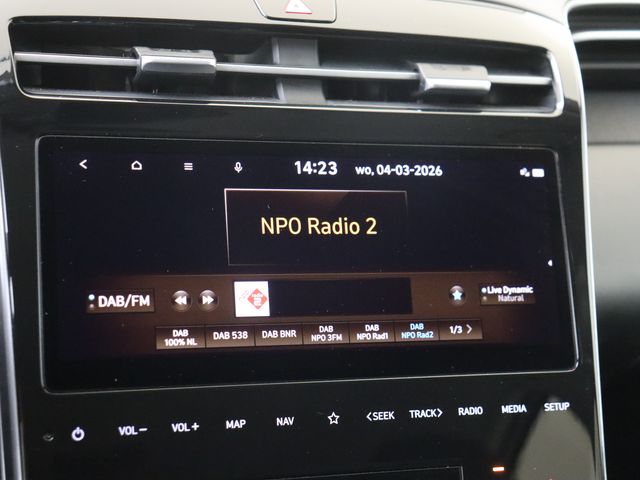 14:23 wo, 04-03-2026
NPO Radio 2
DAB/FM
Live Dynamic
Natural
DAB
100% NL
DAB 538
DAB BNR
DAB
NPO 3FM
DAB
NPO Rad1
DAB
NPO Rad2
1/3 >
VOL− VOL+ MAP NAV <SEEK TRACK> RADIO MEDIA SETUP